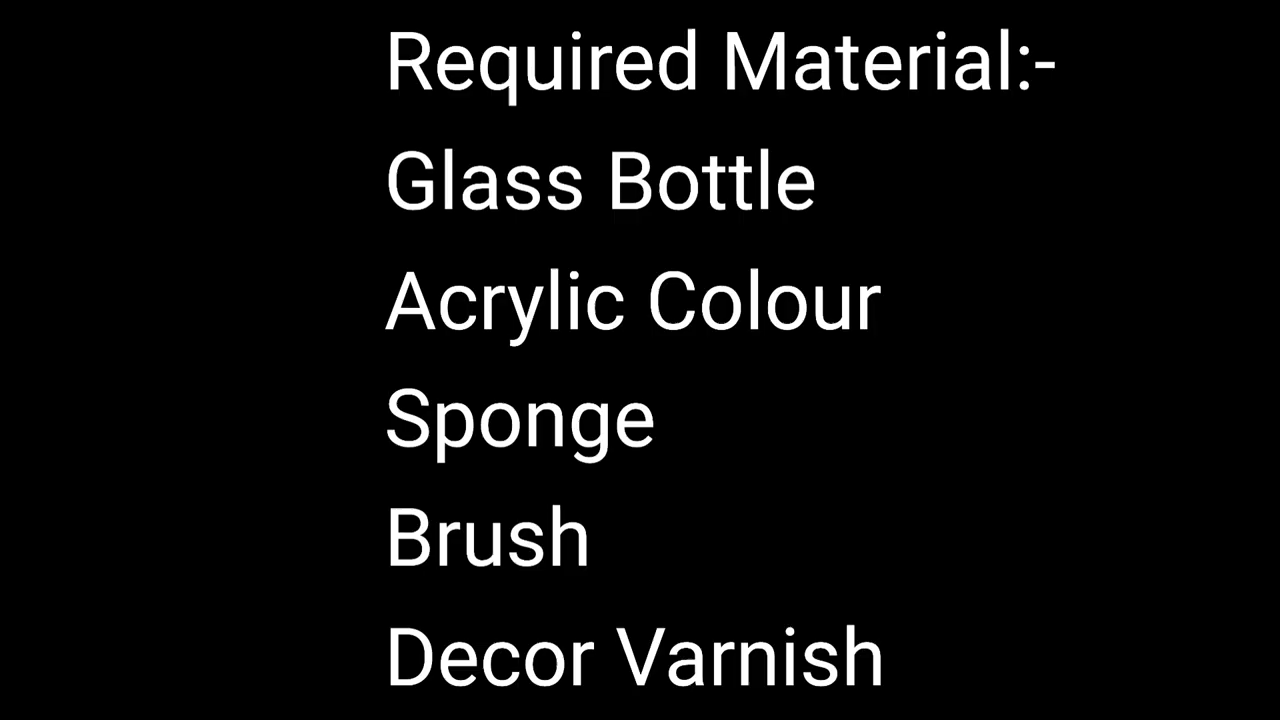 Required Material:-
Glass Bottle
Acrylic Colour
Sponge
Brush
Decor Varnish